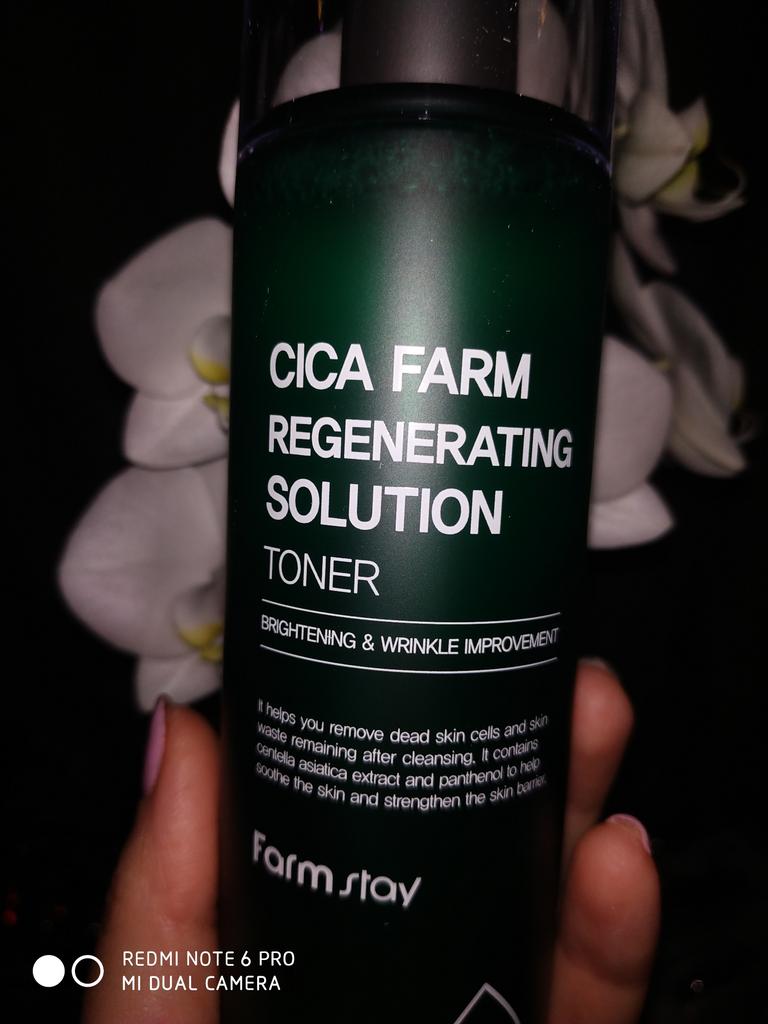 CICA FARM
REGENERATING
SOLUTION
TONER
BRIGHTENING & WRINKLE IMPROVEMENT
It helps you remove dead skin cells and skin
waste remaining after cleansing. It contains
centella asiatica extract and panthenol to help
soothe the skin and strengthen the skin barrier.
Farm stay
REDMI NOTE 6 PRO
MI DUAL CAMERA